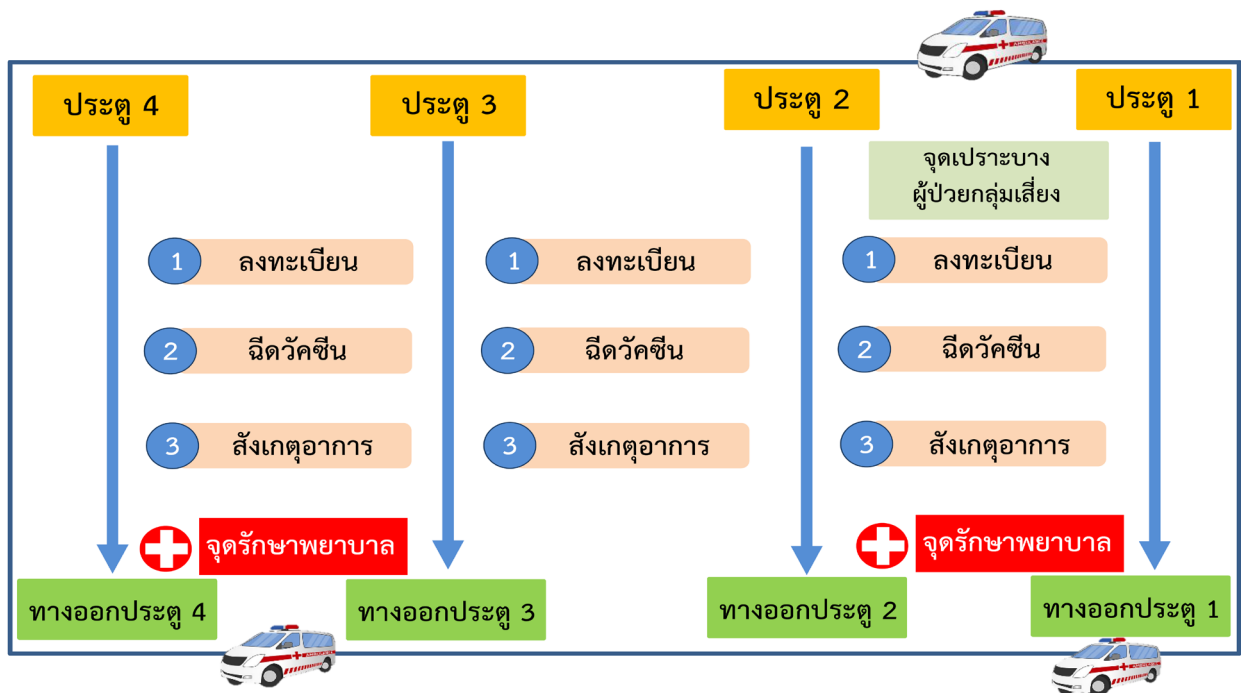 ประตู 4
ประตู 3
ประตู 2
ประตู 1
จุดเปราะบาง
ผู้ป่วยกลุ่มเสี่ยง
1 ลงทะเบียน
1 ลงทะเบียน
1 ลงทะเบียน
2 ฉีดวัคซีน
2 ฉีดวัคซีน
2 ฉีดวัคซีน
3 สังเกตุอาการ
3 สังเกตุอาการ
3 สังเกตุอาการ
จุดรักษาพยาบาล
จุดรักษาพยาบาล
ทางออกประตู 4
ทางออกประตู 3
ทางออกประตู 2
ทางออกประตู 1
AMBULANCE
AMBULANCE
AMBULANCE